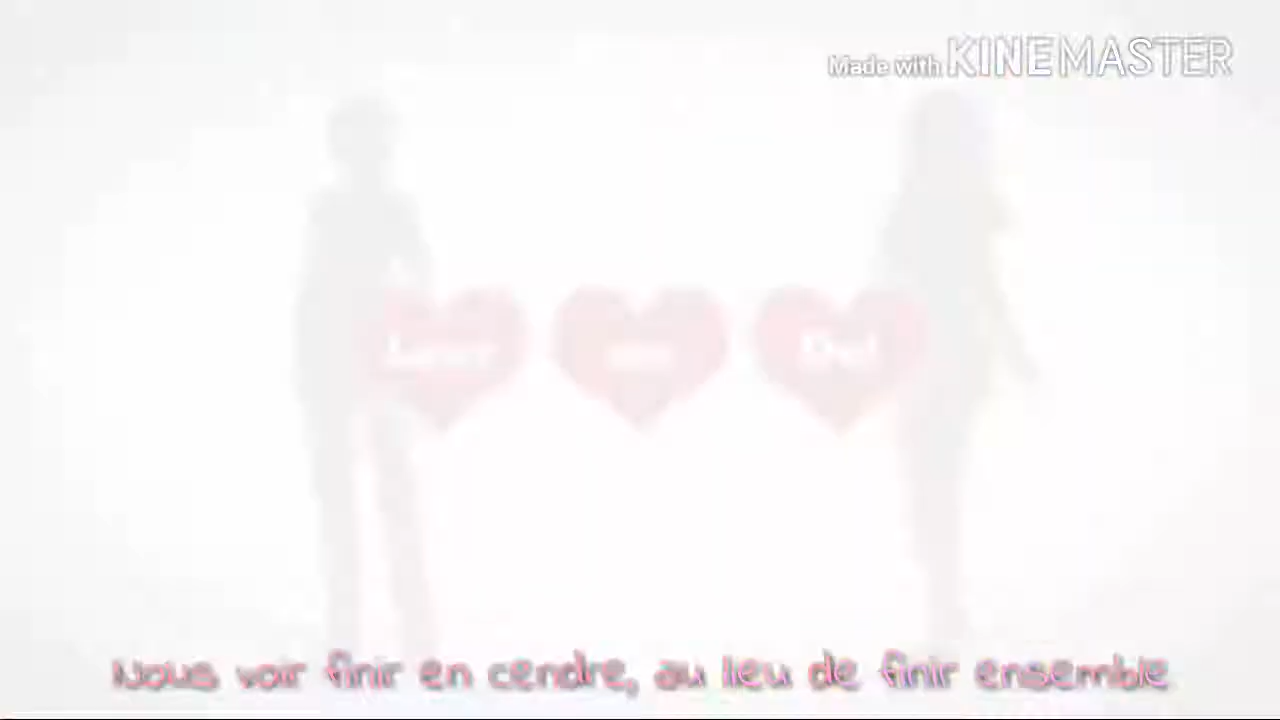 Made with KINEMASTER
Nous voir finir en cendre, au lieu de finir ensemble